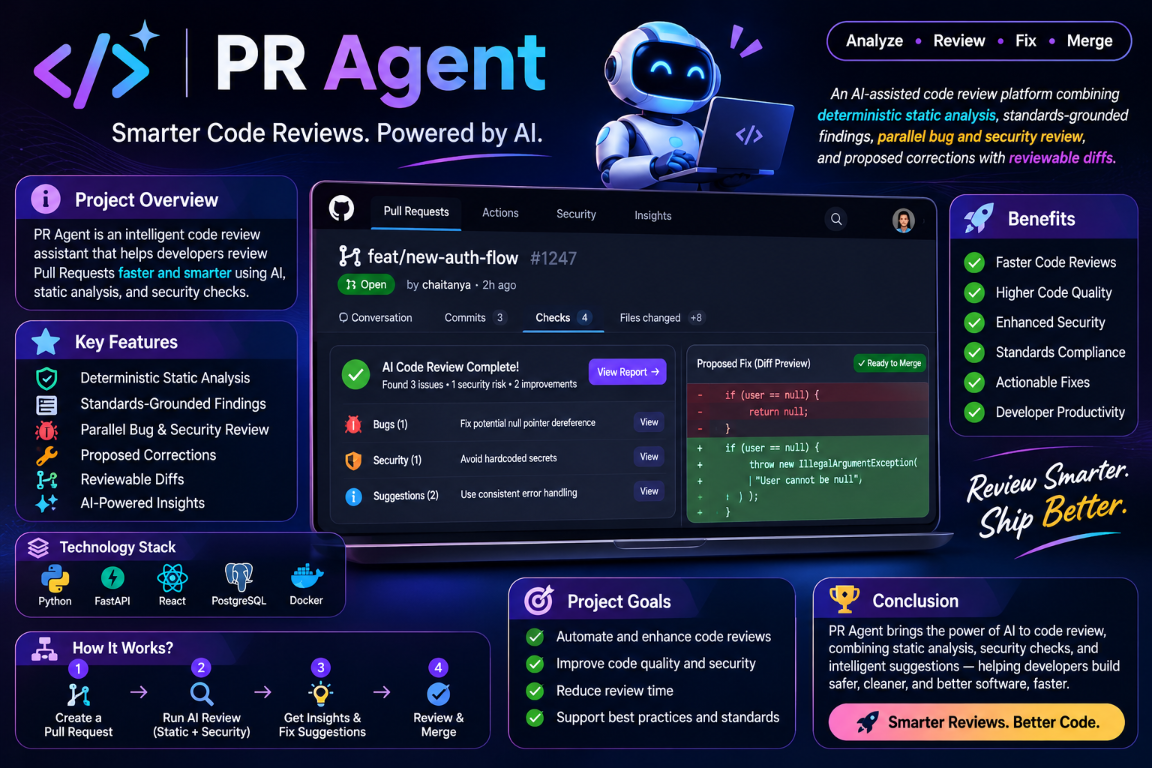 </>
PR Agent
Smarter Code Reviews. Powered by AI.
Analyze • Review • Fix • Merge
An AI-assisted code review platform combining
deterministic static analysis, standards-grounded
findings, parallel bug and security review,
and proposed corrections with reviewable diffs.
</>
Project Overview
PR Agent is an intelligent code review
assistant that helps developers review
Pull Requests faster and smarter using AI,
static analysis, and security checks.
Key Features
Deterministic Static Analysis
Standards-Grounded Findings
Parallel Bug & Security Review
Proposed Corrections
Reviewable Diffs
AI-Powered Insights
Pull Requests
Actions
Security
Insights
feat/new-auth-flow #1247
Open by chaitanya • 2h ago
Conversation
Commits 3
Checks 4
Files changed +8
AI Code Review Complete!
Found 3 issues • 1 security risk • 2 improvements
View Report →
Bugs (1) Fix potential null pointer dereference View
Security (1) Avoid hardcoded secrets View
Suggestions (2) Use consistent error handling View
Proposed Fix (Diff Preview) ✓ Ready to Merge
- if (user == null) {
- return null;
- }
+ if (user == null) {
+ throw new IllegalArgumentException(
+ | "User cannot be null",
+ : ) );
+ }
Benefits
Faster Code Reviews
Higher Code Quality
Enhanced Security
Standards Compliance
Actionable Fixes
Developer Productivity
Review Smarter.
Ship Better.
Technology Stack
Python
FastAPI
React
PostgreSQL
Docker
How It Works?
1
Create a
Pull Request
2
Run AI Review
(Static + Security)
3
Get Insights &
Fix Suggestions
4
Review &
Merge
Project Goals
Automate and enhance code reviews
Improve code quality and security
Reduce review time
Support best practices and standards
Conclusion
PR Agent brings the power of AI to code review,
combining static analysis, security checks, and
intelligent suggestions — helping developers build
safer, cleaner, and better software, faster.
Smarter Reviews. Better Code.